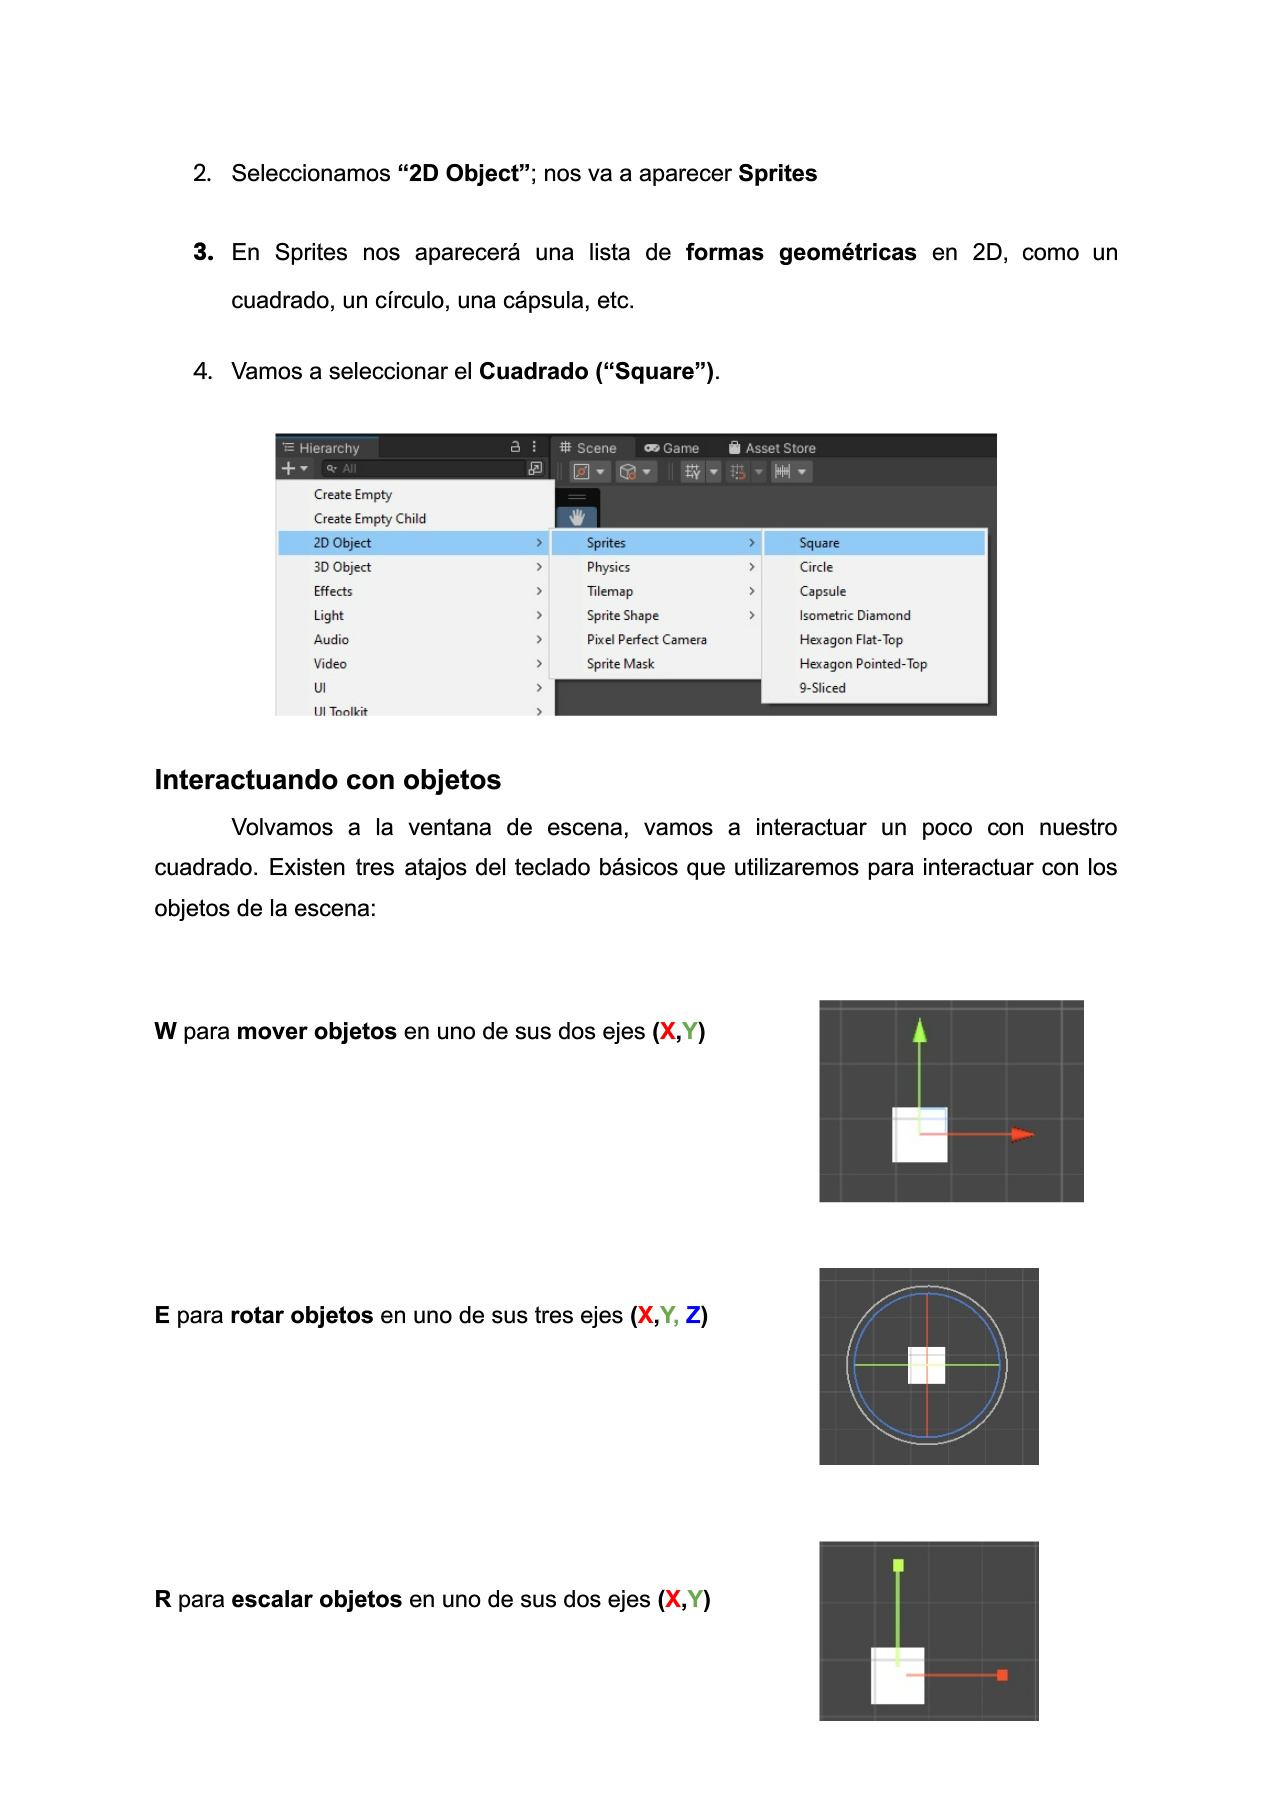 2. Seleccionamos “2D Object”; nos va a aparecer Sprites
3. En Sprites nos aparecerá una lista de formas geométricas en 2D, como un
cuadrado, un círculo, una cápsula, etc.
4. Vamos a seleccionar el Cuadrado (“Square”).
Hierarchy
Scene
Game
Asset Store
All
Create Empty
Create Empty Child
2D Object
3D Object
Effects
Light
Audio
Video
UI
UI Toolkit
Sprites
Physics
Tilemap
Sprite Shape
Pixel Perfect Camera
Sprite Mask
Square
Circle
Capsule
Isometric Diamond
Hexagon Flat-Top
Hexagon Pointed-Top
9-Sliced
Interactuando con objetos
Volvamos a la ventana de escena, vamos a interactuar un poco con nuestro
cuadrado. Existen tres atajos del teclado básicos que utilizaremos para interactuar con los
objetos de la escena:
W para mover objetos en uno de sus dos ejes (X,Y)
E para rotar objetos en uno de sus tres ejes (X,Y, Z)
R para escalar objetos en uno de sus dos ejes (X,Y)